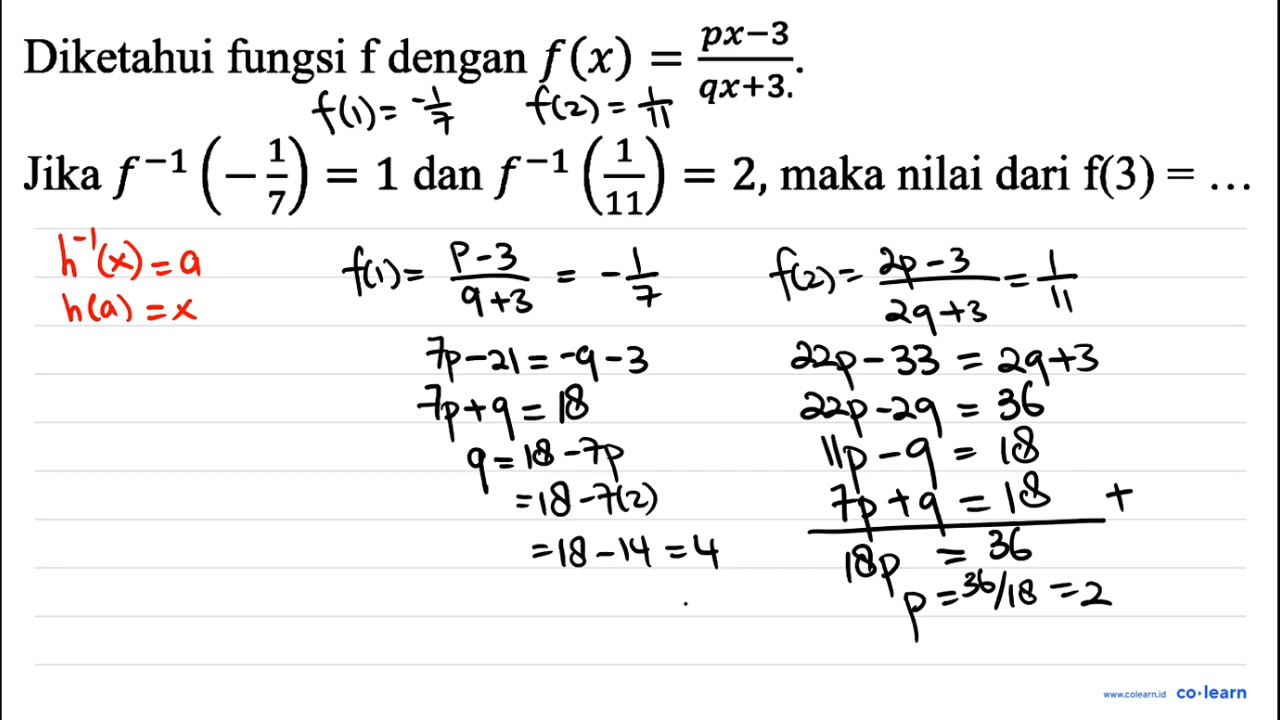 Diketahui fungsi f dengan f(x) = px−3/qx+3.
f(1) = -1/7 f(2) = 1/11
Jika f⁻¹(−1/7) = 1 dan f⁻¹(1/11) = 2, maka nilai dari f(3) = ...
h⁻¹(x) = a
h(a) = x
f(1) = p-3/q+3 = -1/7
7p-21 = -q-3
7p+q = 18
q = 18-7p
= 18-7(2)
= 18-14 = 4
f(2) = 2p-3/2q+3 = 1/11
22p-33 = 2q+3
22p-2q = 36
11p-q = 18
7p+q = 18 +
18p = 36
p = 36/18 = 2
www.colearn.id co·learn